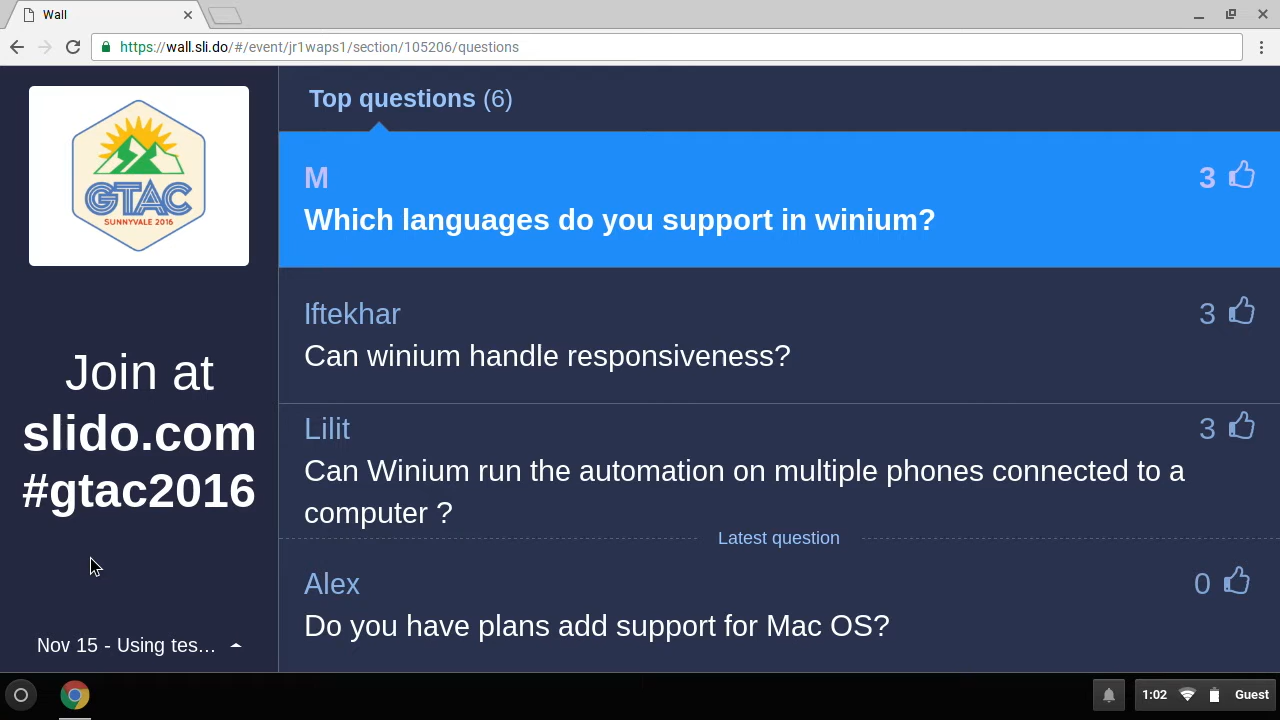 Wall
https://wall.sli.do/#/event/jr1waps1/section/105206/questions
GTAC
SUNNYVALE 2016
Join at
slido.com
#gtac2016
Nov 15 - Using tes...
Top questions (6)
M
3
Which languages do you support in winium?
Iftekhar
3
Can winium handle responsiveness?
Lilit
3
Can Winium run the automation on multiple phones connected to a
computer ?
Latest question
Alex
0
Do you have plans add support for Mac OS?
1:02
Guest